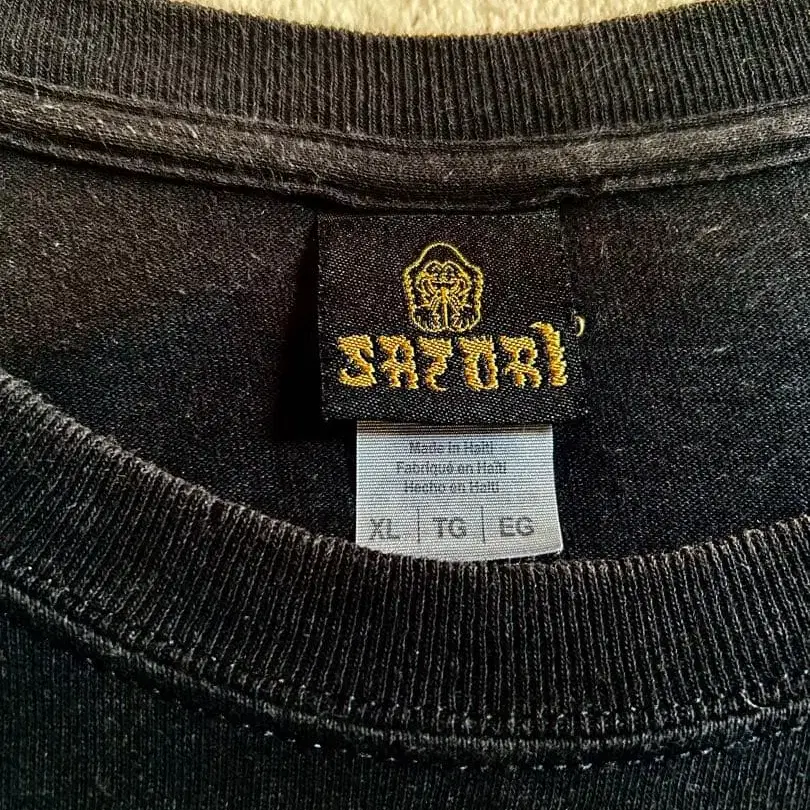 SATORI
Made in Haiti
Fabriqué en Haïti
Hecho en Haiti
XL | TG | EG